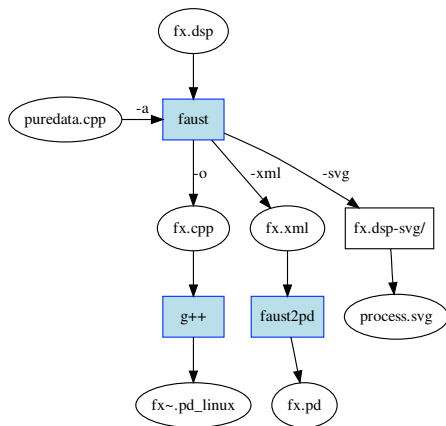 fx.dsp
-a
puredata.cpp
faust
-o
-xml
-svg
fx.cpp
fx.xml
fx.dsp-svg/
g++
faust2pd
process.svg
fx~.pd_linux
fx.pd